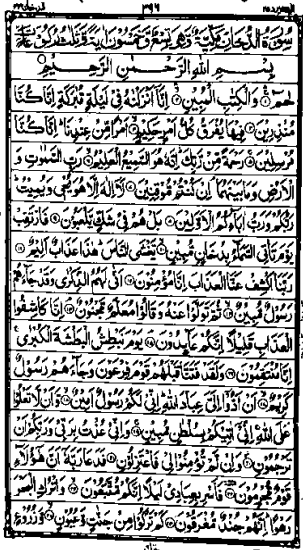 سُورَةُ الدُّخَانِ مَكِّيَّةٌ وَهِيَ تِسْعٌ وَخَمْسُونَ اٰيَةً وَثَلٰثُ رُكُوْعٍ
بِسْمِ اللّٰهِ الرَّحْمٰنِ الرَّحِيْمِ
حٰمٓ وَالْكِتٰبِ الْمُبِيْنِ اِنَّآ اَنْزَلْنٰهُ فِيْ لَيْلَةٍ مُّبٰرَكَةٍ اِنَّا كُنَّا
مُنْذِرِيْنَ فِيْهَا يُفْرَقُ كُلُّ اَمْرٍ حَكِيْمٍ اَمْرًا مِّنْ عِنْدِنَا اِنَّا كُنَّا
مُرْسِلِيْنَ رَحْمَةً مِّنْ رَّبِّكَ اِنَّهٗ هُوَ السَّمِيْعُ الْعَلِيْمُ رَبِّ السَّمٰوٰتِ وَ
الْاَرْضِ وَمَا بَيْنَهُمَا اِنْ كُنْتُمْ مُّوْقِنِيْنَ لَآ اِلٰهَ اِلَّا هُوَ يُحْيٖ وَيُمِيْتُ
رَبُّكُمْ وَرَبُّ اٰبَآئِكُمُ الْاَوَّلِيْنَ بَلْ هُمْ فِيْ شَكٍّ يَّلْعَبُوْنَ فَارْتَقِبْ
يَوْمَ تَاْتِي السَّمَآءُ بِدُخَانٍ مُّبِيْنٍ يَّغْشَى النَّاسَ هٰذَا عَذَابٌ اَلِيْمٌ
رَبَّنَا اكْشِفْ عَنَّا الْعَذَابَ اِنَّا مُؤْمِنُوْنَ اَنّٰى لَهُمُ الذِّكْرٰى وَقَدْ جَآءَهُمْ
رَسُوْلٌ مُّبِيْنٌ ثُمَّ تَوَلَّوْا عَنْهُ وَقَالُوْا مُعَلَّمٌ مَّجْنُوْنٌ اِنَّا كَاشِفُوا
الْعَذَابِ قَلِيْلًا اِنَّكُمْ عَآئِدُوْنَ يَوْمَ نَبْطِشُ الْبَطْشَةَ الْكُبْرٰى
اِنَّا مُنْتَقِمُوْنَ وَلَقَدْ فَتَنَّا قَبْلَهُمْ قَوْمَ فِرْعَوْنَ وَجَآءَهُمْ رَسُوْلٌ
كَرِيْمٌ اَنْ اَدُّوْٓا اِلَيَّ عِبَادَ اللّٰهِ اِنِّيْ لَكُمْ رَسُوْلٌ اَمِيْنٌ وَّاَنْ لَّا تَعْلُوْا
عَلَى اللّٰهِ اِنِّيْٓ اٰتِيْكُمْ بِسُلْطٰنٍ مُّبِيْنٍ وَاِنِّيْ عُذْتُ بِرَبِّيْ وَرَبِّكُمْ اَنْ
تَرْجُمُوْنِ وَاِنْ لَّمْ تُؤْمِنُوْا لِيْ فَاعْتَزِلُوْنِ فَدَعَا رَبَّهٗٓ اَنَّ هٰٓؤُلَآءِ
قَوْمٌ مُّجْرِمُوْنَ فَاَسْرِ بِعِبَادِيْ لَيْلًا اِنَّكُمْ مُّتَّبَعُوْنَ وَاتْرُكِ الْبَحْرَ
رَهْوًا اِنَّهُمْ جُنْدٌ مُّغْرَقُوْنَ كَمْ تَرَكُوْا مِنْ جَنّٰتٍ وَّعُيُوْنٍ وَّزُرُوْعٍ